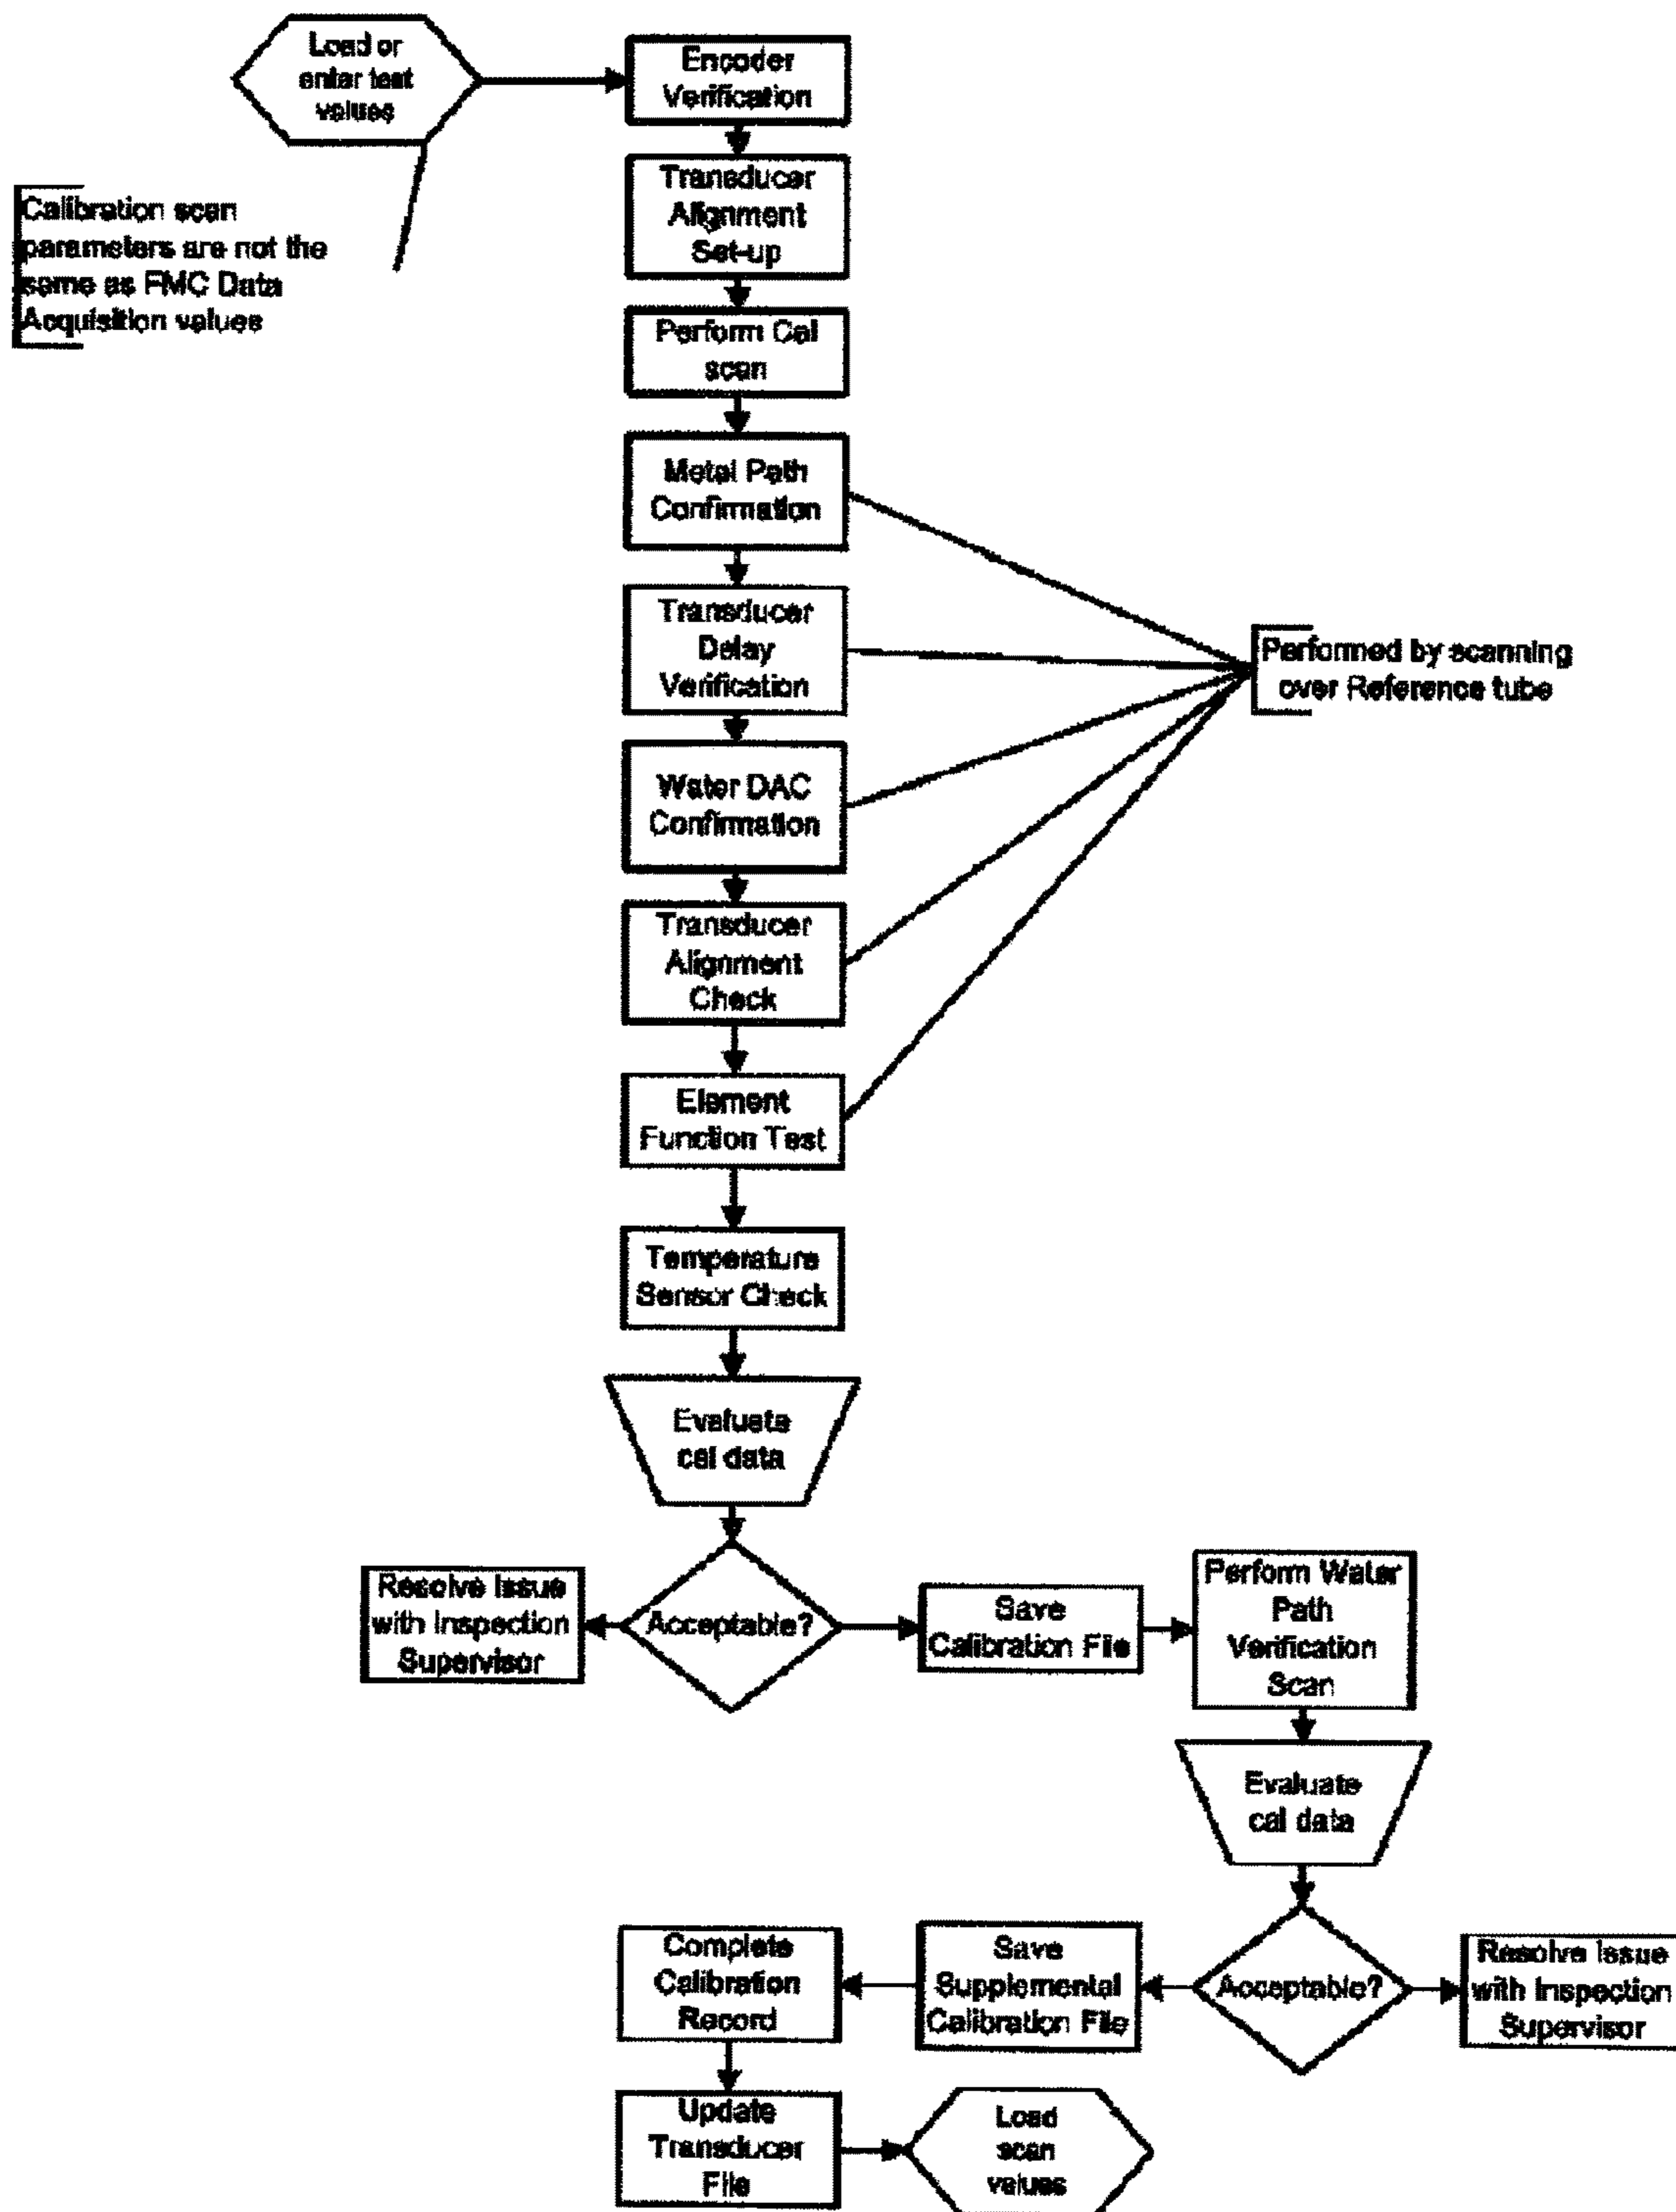 Load or
enter test
values
Encoder
Verification
Calibration scan
parameters are not the
same as FMC Data
Acquisition values
Transducer
Alignment
Set-up
Perform Cal
scan
Metal Path
Confirmation
Transducer
Delay
Verification
Performed by scanning
over Reference tube
Water DAC
Confirmation
Transducer
Alignment
Check
Element
Function Test
Temperature
Sensor Check
Evaluate
cal data
Acceptable?
Resolve Issue
with Inspection
Supervisor
Save
Calibration File
Perform Water
Path
Verification
Scan
Evaluate
cal data
Acceptable?
Resolve Issue
with Inspection
Supervisor
Save
Supplemental
Calibration File
Complete
Calibration
Record
Update
Transducer
File
Load
scan
values